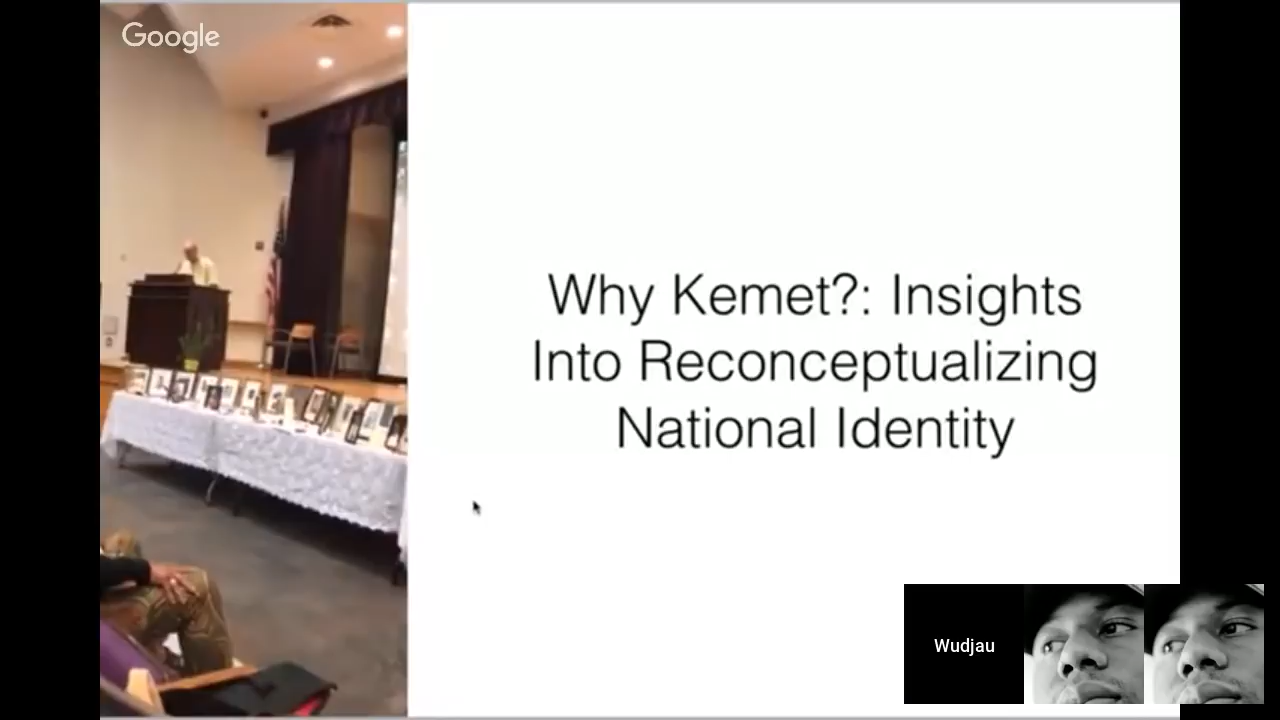 Google
Why Kemet?: Insights
Into Reconceptualizing
National Identity
Wudjau